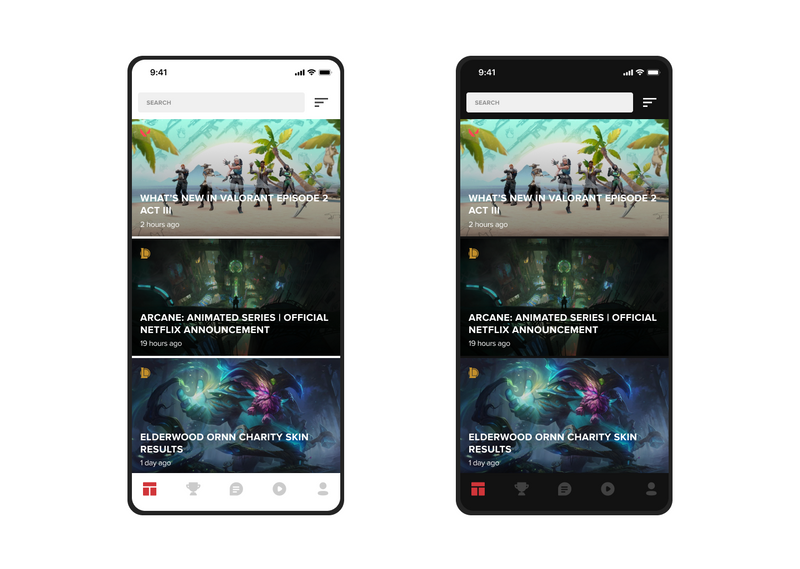 9:41
SEARCH
WHAT'S NEW IN VALORANT EPISODE 2
ACT III
2 hours ago
ARCANE: ANIMATED SERIES | OFFICIAL
NETFLIX ANNOUNCEMENT
19 hours ago
ELDERWOOD ORNN CHARITY SKIN
RESULTS
1 day ago
9:41
SEARCH
WHAT'S NEW IN VALORANT EPISODE 2
ACT III
2 hours ago
ARCANE: ANIMATED SERIES | OFFICIAL
NETFLIX ANNOUNCEMENT
19 hours ago
ELDERWOOD ORNN CHARITY SKIN
RESULTS
1 day ago